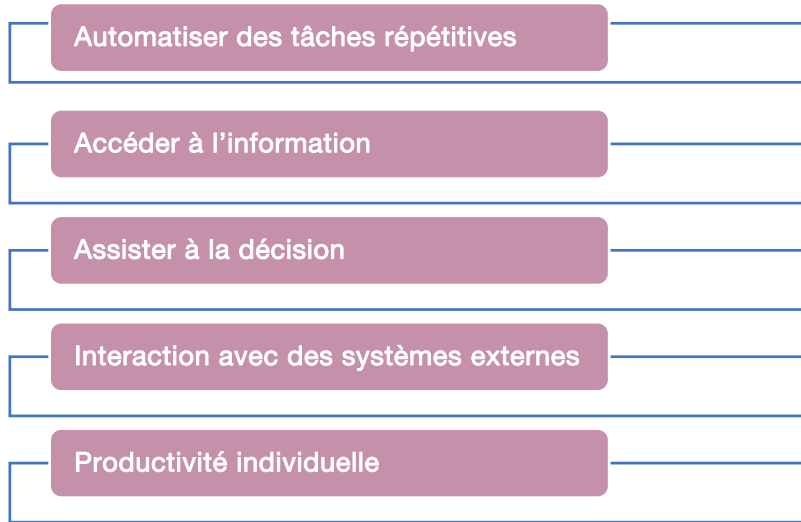 Automatiser des tâches répétitives
Accéder à l’information
Assister à la décision
Interaction avec des systèmes externes
Productivité individuelle